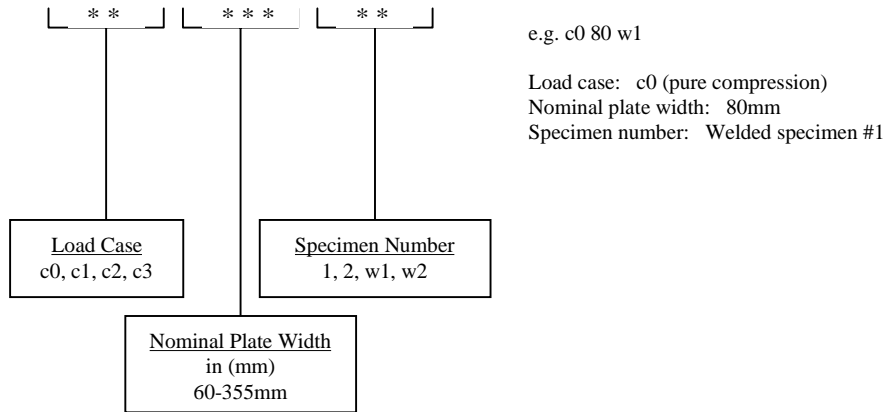 * *   * * *   * *
e.g. c0 80 w1
Load case:   c0 (pure compression)
Nominal plate width:   80mm
Specimen number:   Welded specimen #1
Load Case
c0, c1, c2, c3
Specimen Number
1, 2, w1, w2
Nominal Plate Width
in (mm)
60-355mm